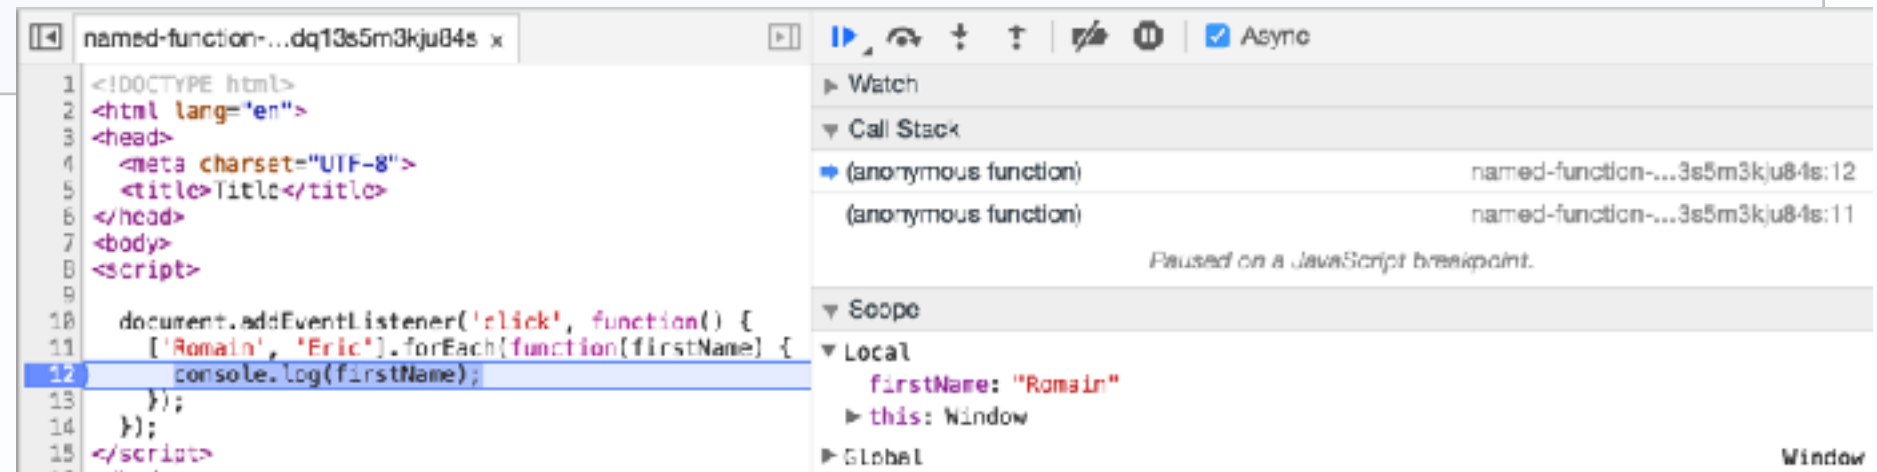 named-function-...dq13s5m3kju84s x
Async
1 <!DOCTYPE html>
2 <html lang="en">
3 <head>
4 <meta charset="UTF-8">
5 <title>Title</title>
6 </head>
7 <body>
8 <script>
9
10 document.addEventListener('click', function() {
11 ['Romain', 'Eric'].forEach(function(firstName) {
12 console.log(firstName);
13 });
14 });
15 </script>
Watch
Call Stack
(anonymous function) named-function-...3s5m3kju84s:12
(anonymous function) named-function-...3s5m3kju84s:11
Paused on a JavaScript breakpoint.
Scope
Local
firstName: "Romain"
this: Window
Global Window